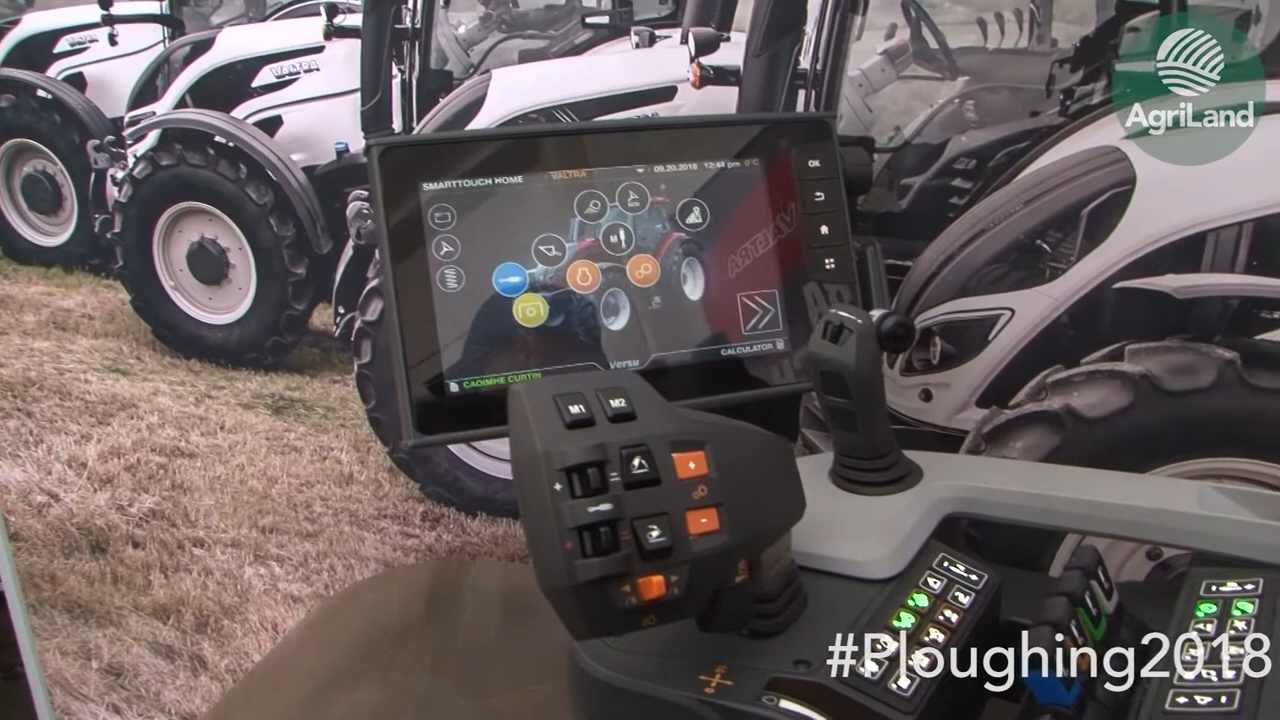 VALTRA
AgriLand
SMARTTOUCH HOME VALTRA 09.20.2018 12:44 pm 0°C
OK
M
VALTRA
CALCULATOR
Versu
CAOIMHE CURTIN
M1 M2
+ +
-
+
#Ploughing2018